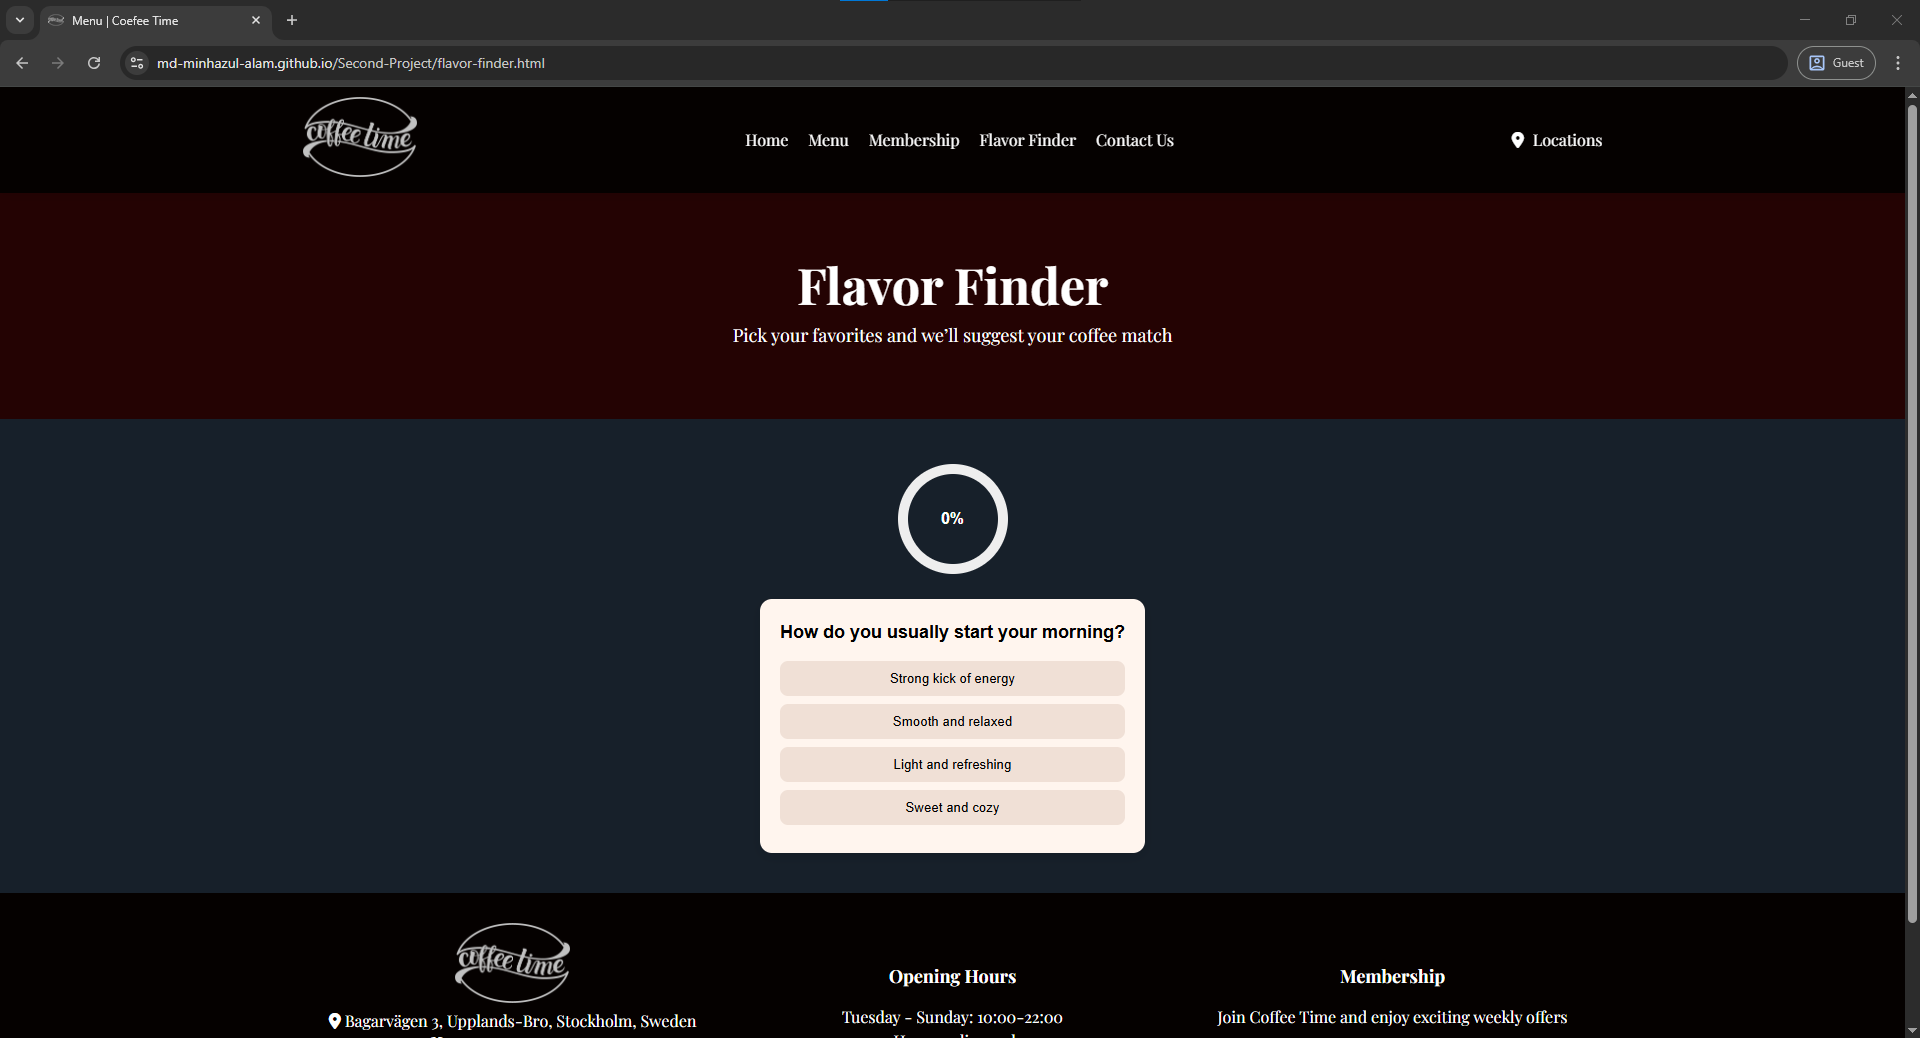 Menu | Coefee Time
md-minhazul-alam.github.io/Second-Project/flavor-finder.html
Guest
coffee time
Home Menu Membership Flavor Finder Contact Us
Locations
Flavor Finder
Pick your favorites and we’ll suggest your coffee match
0%
How do you usually start your morning?
Strong kick of energy
Smooth and relaxed
Light and refreshing
Sweet and cozy
coffee time
Bagarvägen 3, Upplands-Bro, Stockholm, Sweden
Opening Hours
Tuesday - Sunday: 10:00-22:00
Membership
Join Coffee Time and enjoy exciting weekly offers